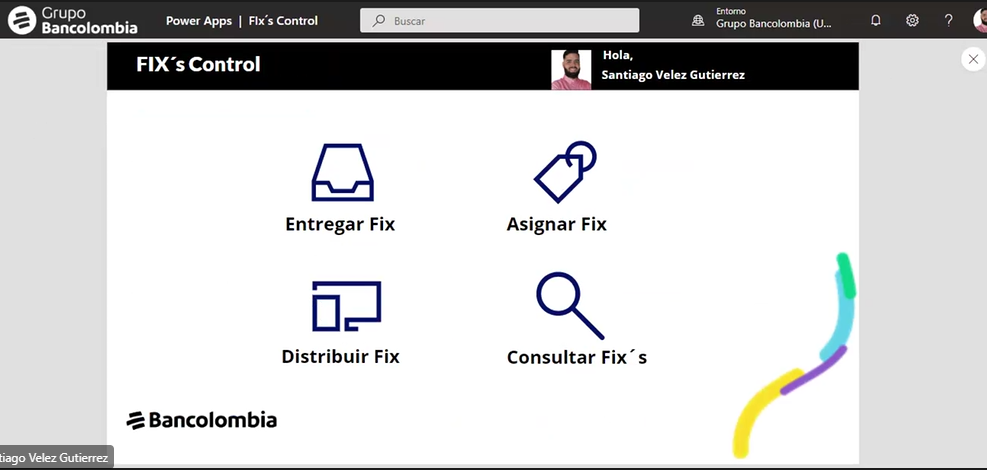 Grupo
Bancolombia
Power Apps | FIx´s Control
Buscar
Entorno
Grupo Bancolombia (U...
?
FIX´s Control
Hola,
Santiago Velez Gutierrez
Entregar Fix
Asignar Fix
Distribuir Fix
Consultar Fix´s
Bancolombia
tiago Velez Gutierrez